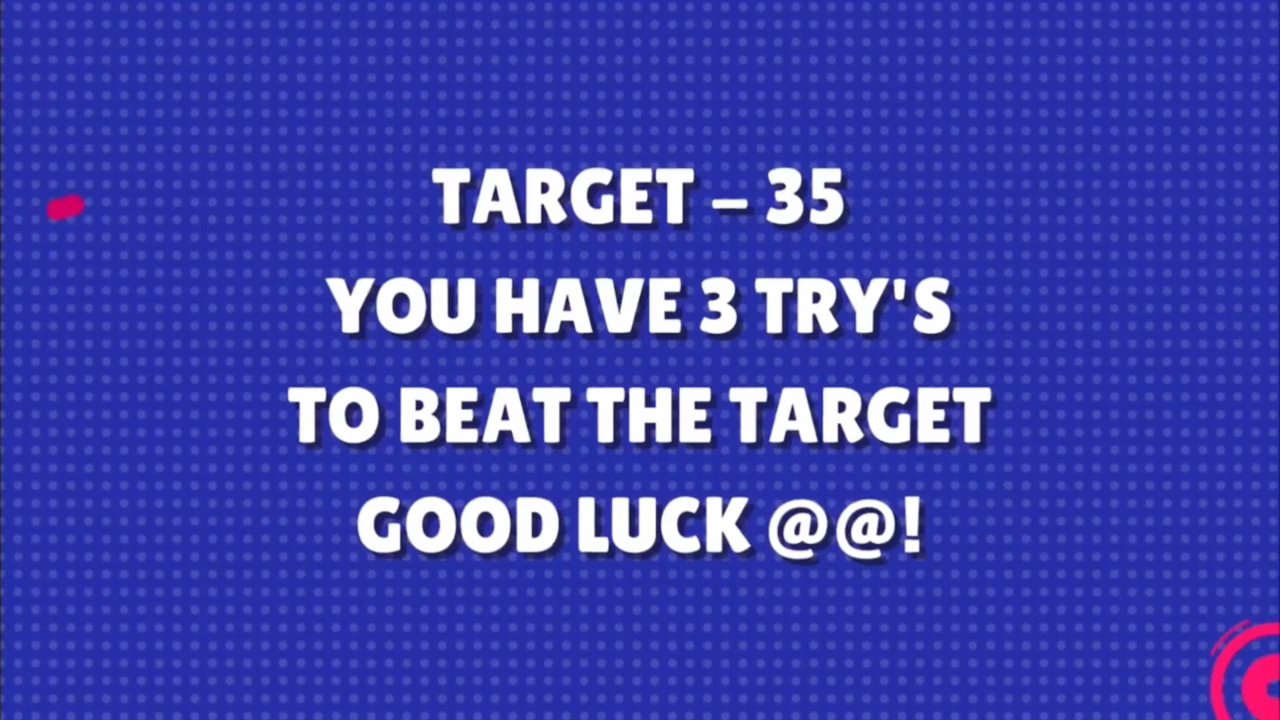 TARGET – 35
YOU HAVE 3 TRY'S
TO BEAT THE TARGET
GOOD LUCK @@!